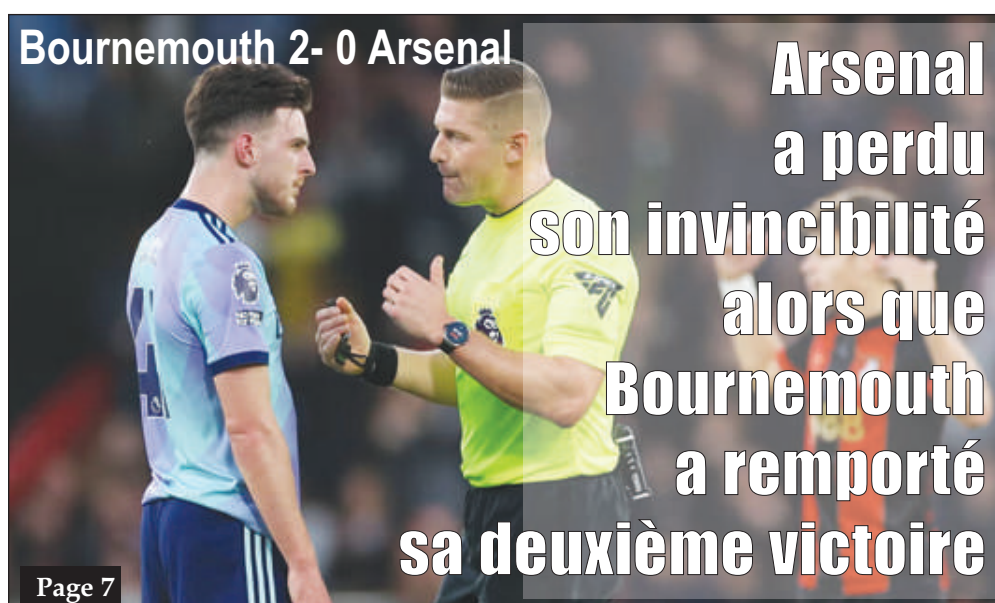 Bournemouth 2- 0 Arsenal
Arsenal
a perdu
son invincibilité
alors que
Bournemouth
a remporté
sa deuxième victoire
Page 7